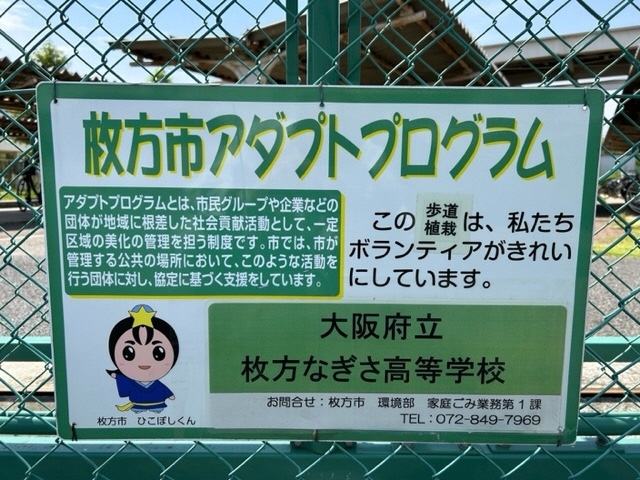 枚方市アダプトプログラム
アダプトプログラムとは、市民グループや企業などの
団体が地域に根差した社会貢献活動として、一定
区域の美化の管理を担う制度です。市では、市が
管理する公共の場所において、このような活動を
行う団体に対し、協定に基づく支援をしています。
この歩道植栽は、私たち
ボランティアがきれい
にしています。
大阪府立
枚方なぎさ高等学校
枚方市 ひこぼしくん
お問合せ：枚方市 環境部 家庭ごみ業務第1課
TEL：072-849-7969